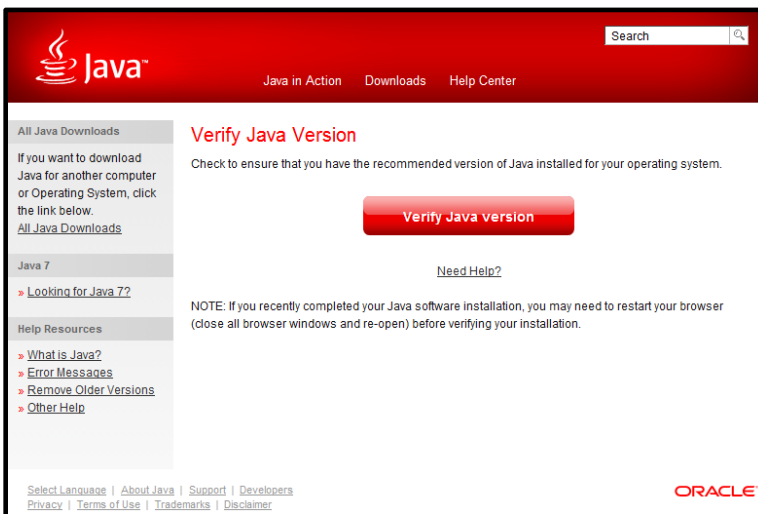 Search
Java™
Java in Action Downloads Help Center
All Java Downloads
If you want to download
Java for another computer
or Operating System, click
the link below.
All Java Downloads
Java 7
» Looking for Java 7?
Help Resources
» What is Java?
» Error Messages
» Remove Older Versions
» Other Help
Verify Java Version
Check to ensure that you have the recommended version of Java installed for your operating system.
Verify Java version
Need Help?
NOTE: If you recently completed your Java software installation, you may need to restart your browser
(close all browser windows and re-open) before verifying your installation.
Select Language | About Java | Support | Developers
Privacy | Terms of Use | Trademarks | Disclaimer
ORACLE